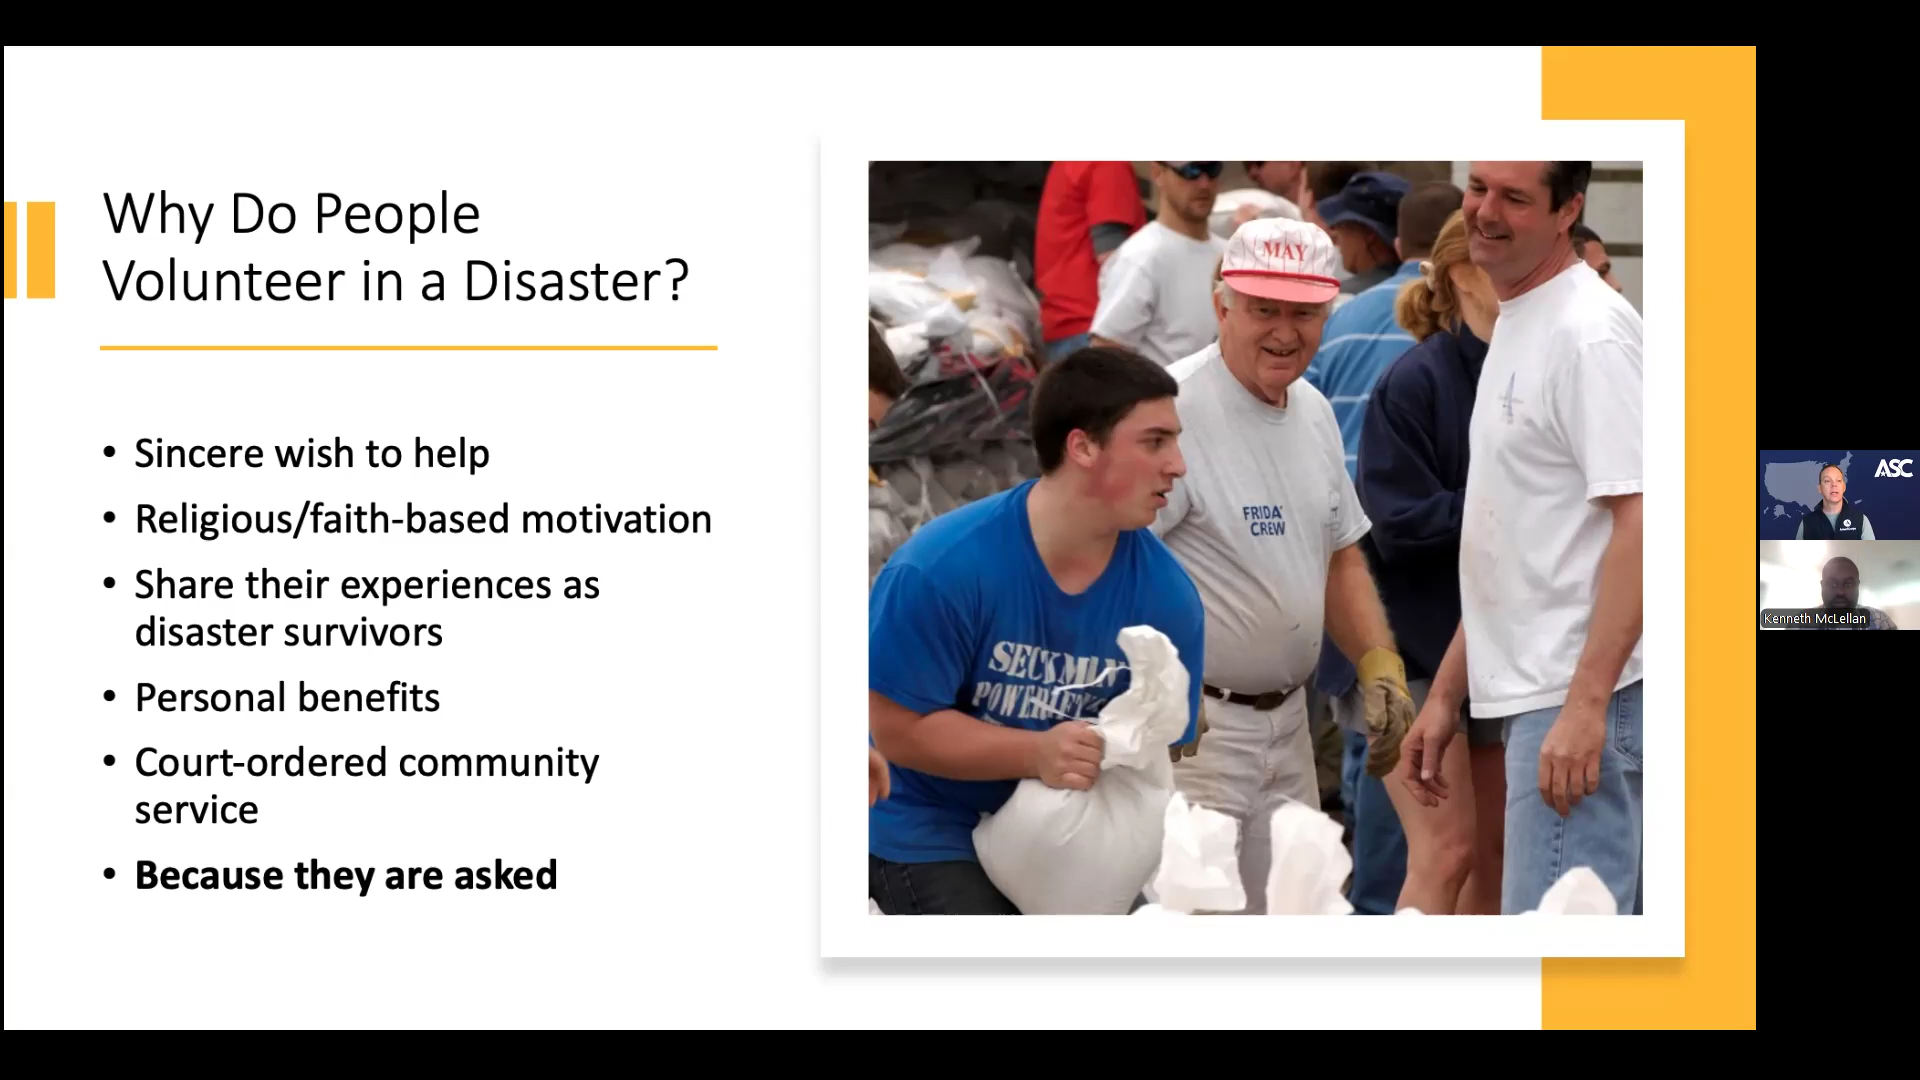 Why Do People
Volunteer in a Disaster?
• Sincere wish to help
• Religious/faith-based motivation
• Share their experiences as
disaster survivors
• Personal benefits
• Court-ordered community
service
• Because they are asked
MAY
FRIDAY
CREW
ASC
Kenneth McLellan